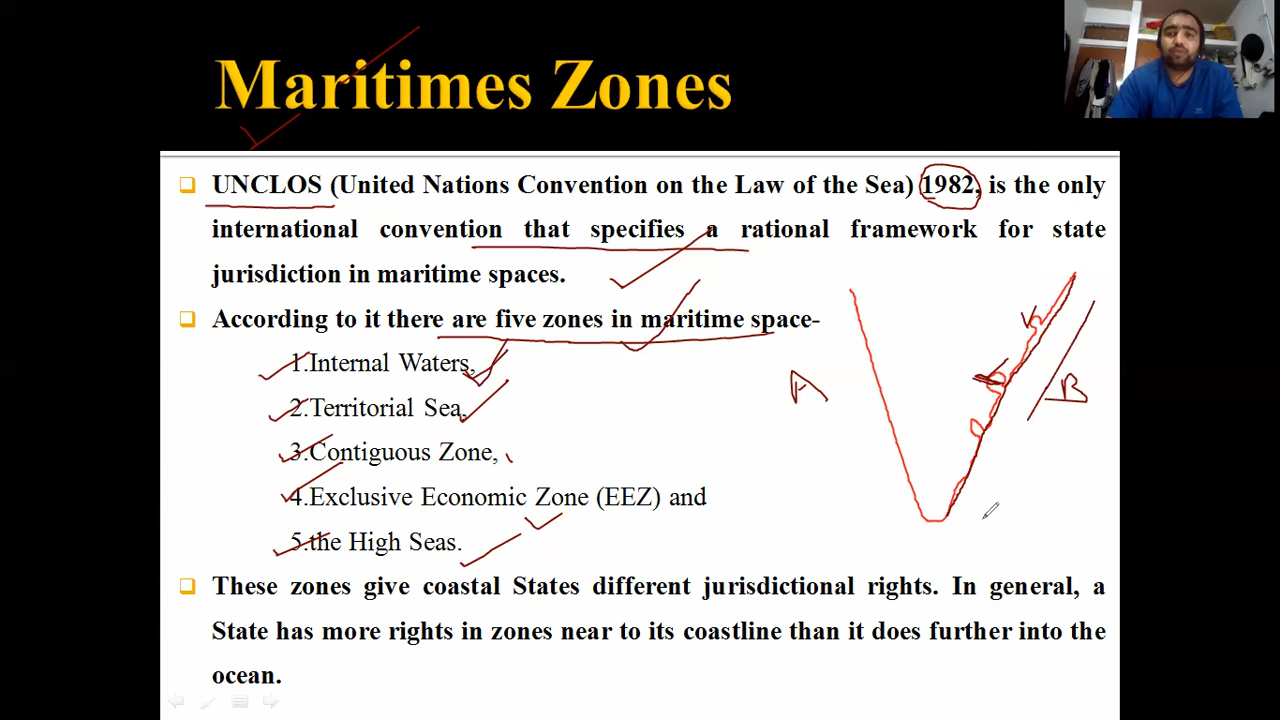 Maritimes Zones
UNCLOS (United Nations Convention on the Law of the Sea) 1982, is the only
international convention that specifies a rational framework for state
jurisdiction in maritime spaces.
According to it there are five zones in maritime space-
1.Internal Waters,
2.Territorial Sea,
3.Contiguous Zone,
4.Exclusive Economic Zone (EEZ) and
5.the High Seas.
A
B
These zones give coastal States different jurisdictional rights. In general, a
State has more rights in zones near to its coastline than it does further into the
ocean.